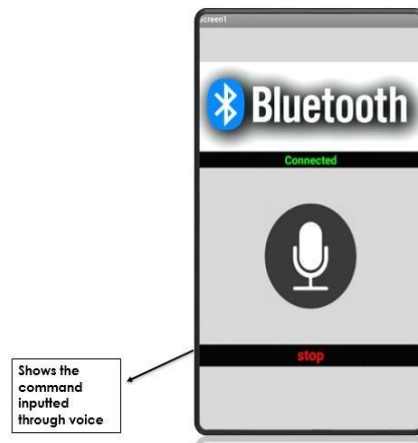 Screen1
Bluetooth
Connected
stop
Shows the
command
inputted
through voice